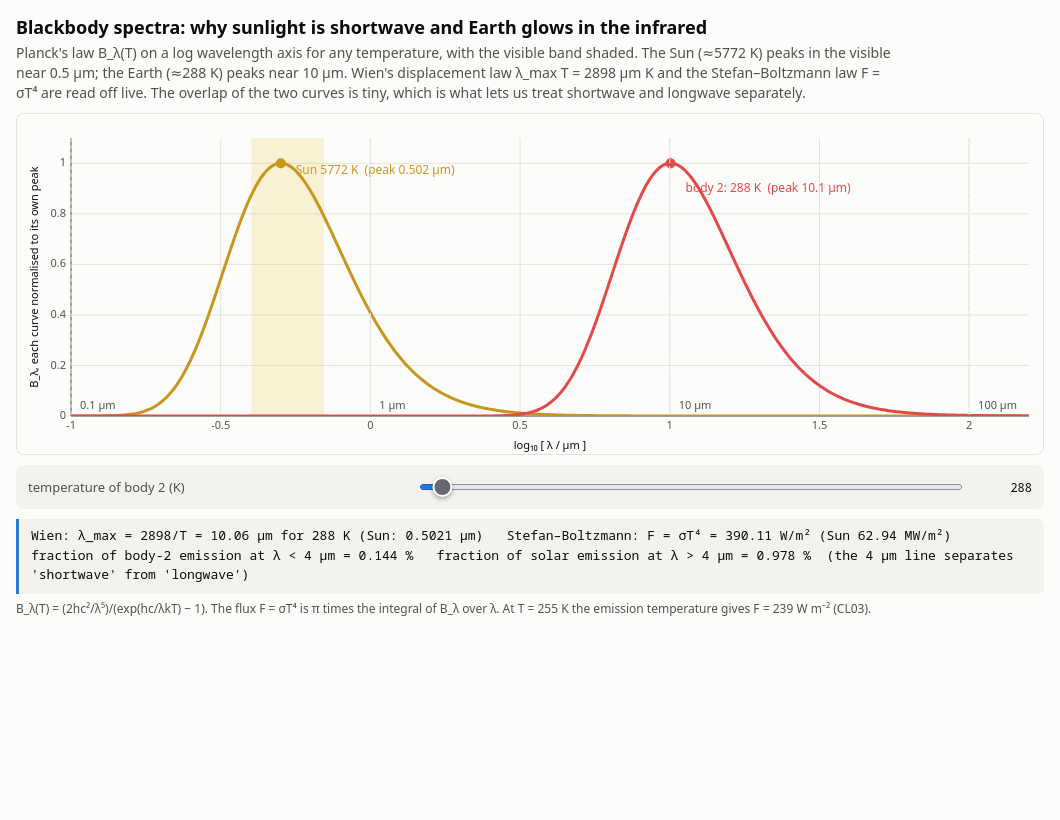 Blackbody spectra: why sunlight is shortwave and Earth glows in the infrared
Planck's law B_λ(T) on a log wavelength axis for any temperature, with the visible band shaded. The Sun (≈5772 K) peaks in the visible
near 0.5 µm; the Earth (≈288 K) peaks near 10 µm. Wien's displacement law λ_max T = 2898 µm K and the Stefan–Boltzmann law F =
σT⁴ are read off live. The overlap of the two curves is tiny, which is what lets us treat shortwave and longwave separately.
B_λ, each curve normalised to its own peak
1
0.8
0.6
0.4
0.2
0
Sun 5772 K (peak 0.502 µm)
body 2: 288 K (peak 10.1 µm)
0.1 µm
1 µm
10 µm
100 µm
-1
-0.5
0
0.5
1
1.5
2
log₁₀ [ λ / µm ]
temperature of body 2 (K)
288
Wien: λ_max = 2898/T = 10.06 µm for 288 K (Sun: 0.5021 µm) Stefan–Boltzmann: F = σT⁴ = 390.11 W/m² (Sun 62.94 MW/m²)
fraction of body-2 emission at λ < 4 µm = 0.144 % fraction of solar emission at λ > 4 µm = 0.978 % (the 4 µm line separates
'shortwave' from 'longwave')
B_λ(T) = (2hc²/λ⁵)/(exp(hc/λkT) − 1). The flux F = σT⁴ is π times the integral of B_λ over λ. At T = 255 K the emission temperature gives F = 239 W m⁻² (CL03).